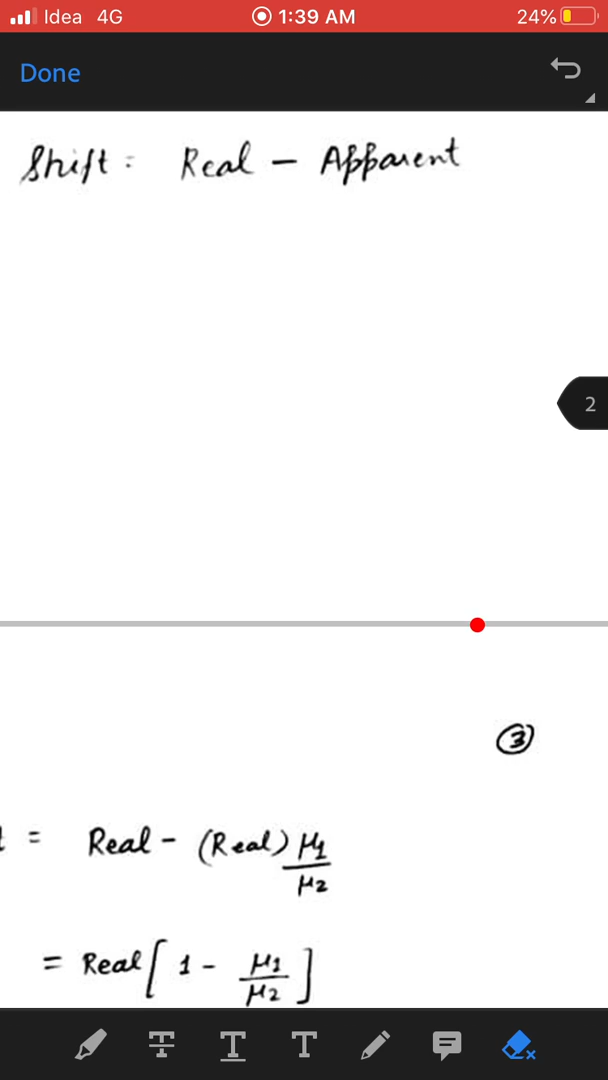 Idea 4G 1:39 AM 24%
Done
Shift: Real - Apparent
2
③
= Real - (Real) μ1/μ2
= Real [ 1 - μ1/μ2 ]
T T T